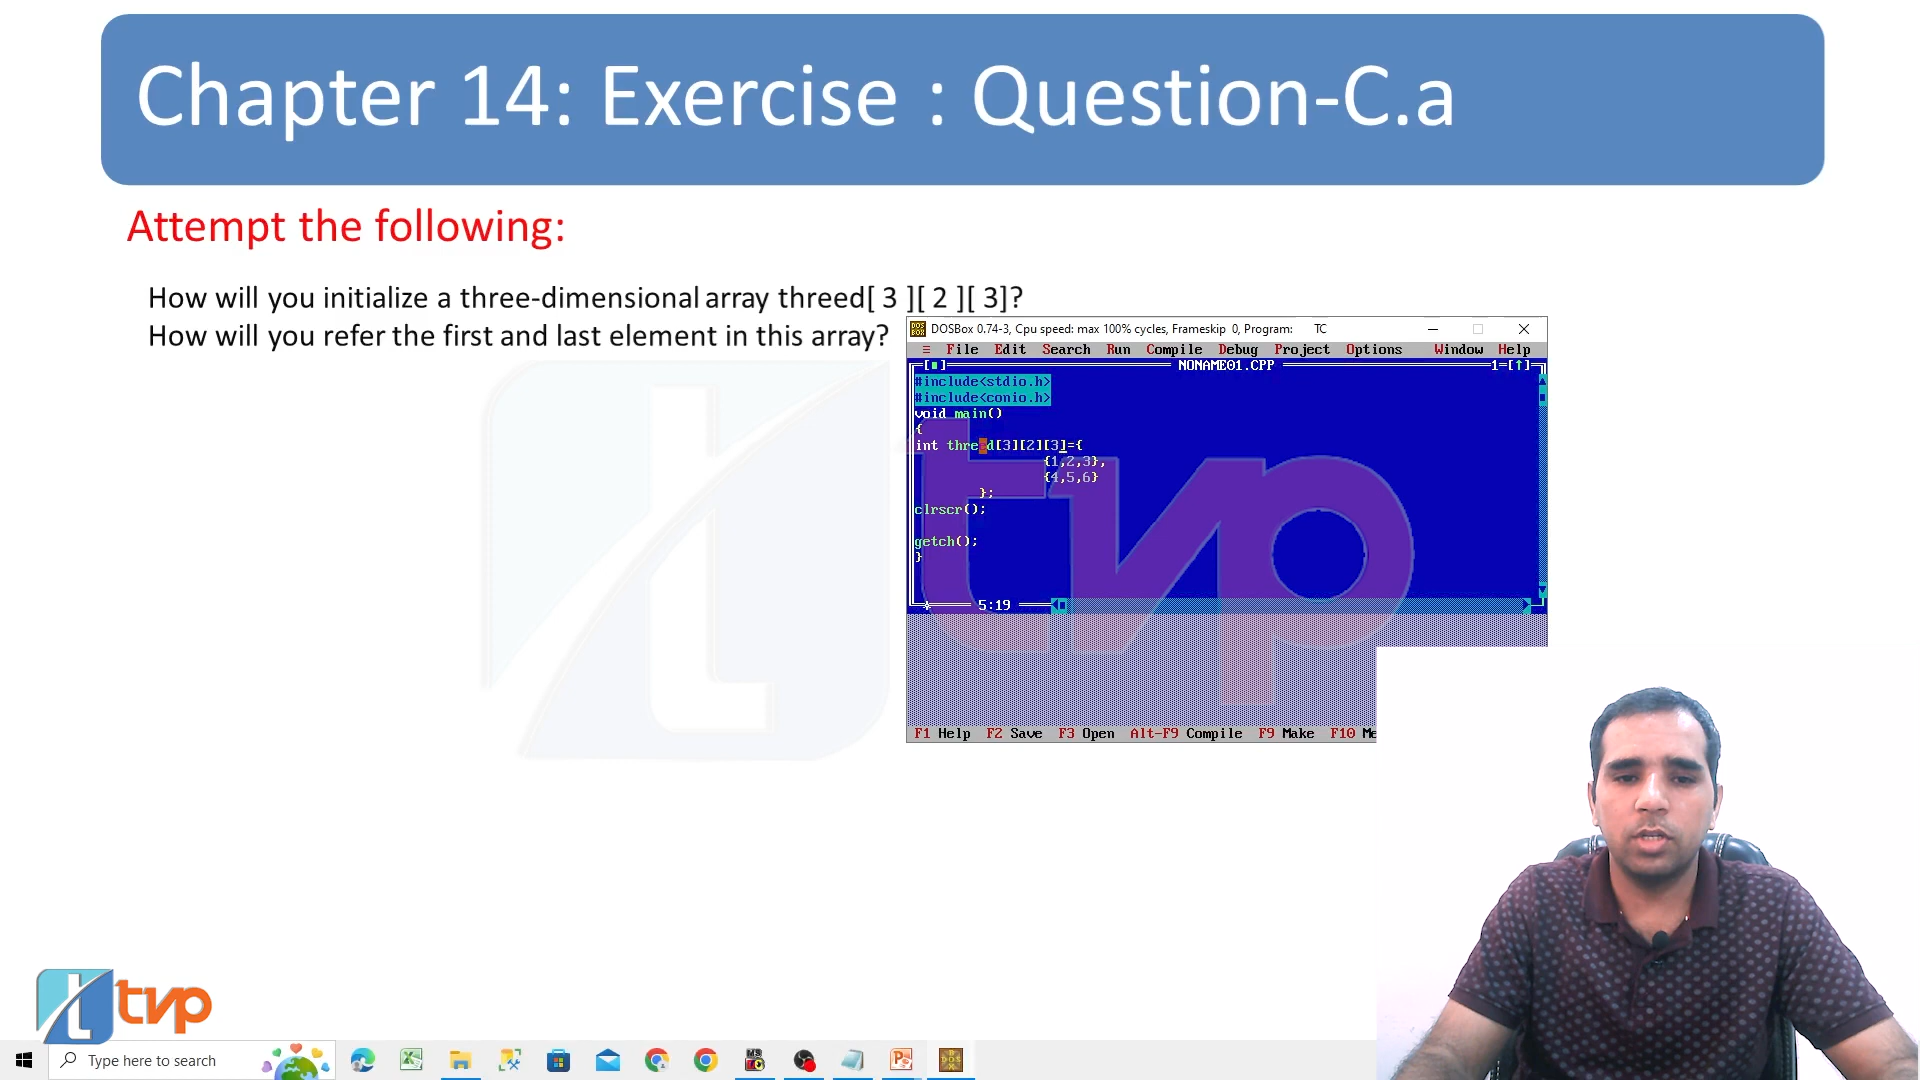 Chapter 14: Exercise : Question-C.a
Attempt the following:
How will you initialize a three-dimensional array threed[ 3 ][ 2 ][ 3]?
How will you refer the first and last element in this array?
DOSBox 0.74-3, Cpu speed: max 100% cycles, Frameskip 0, Program: TC
≡ File Edit Search Run Compile Debug Project Options Window Help
NONAME01.CPP 1=[↑]
#include<stdio.h>
#include<conio.h>
void main()
{
int threed[3][2][3]={
{1,2,3},
{4,5,6}
};
clrscr();
getch();
}
5:19
F1 Help F2 Save F3 Open Alt-F9 Compile F9 Make F10
tvp
tvp
Type here to search